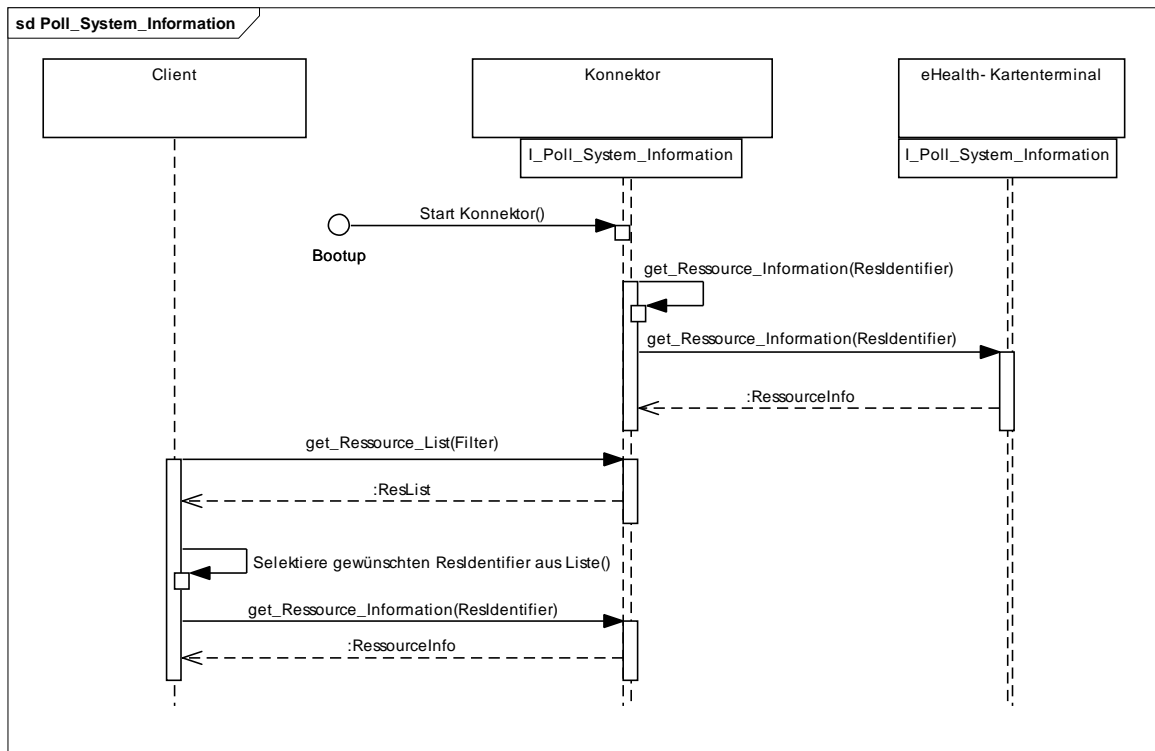 sd Poll_System_Information
Client
Konnektor
eHealth- Kartenterminal
I_Poll_System_Information
I_Poll_System_Information
Start Konnektor()
Bootup
get_Ressource_Information(ResIdentifier)
get_Ressource_Information(ResIdentifier)
:RessourceInfo
get_Ressource_List(Filter)
:ResList
Selektiere gewünschten ResIdentifier aus Liste()
get_Ressource_Information(ResIdentifier)
:RessourceInfo